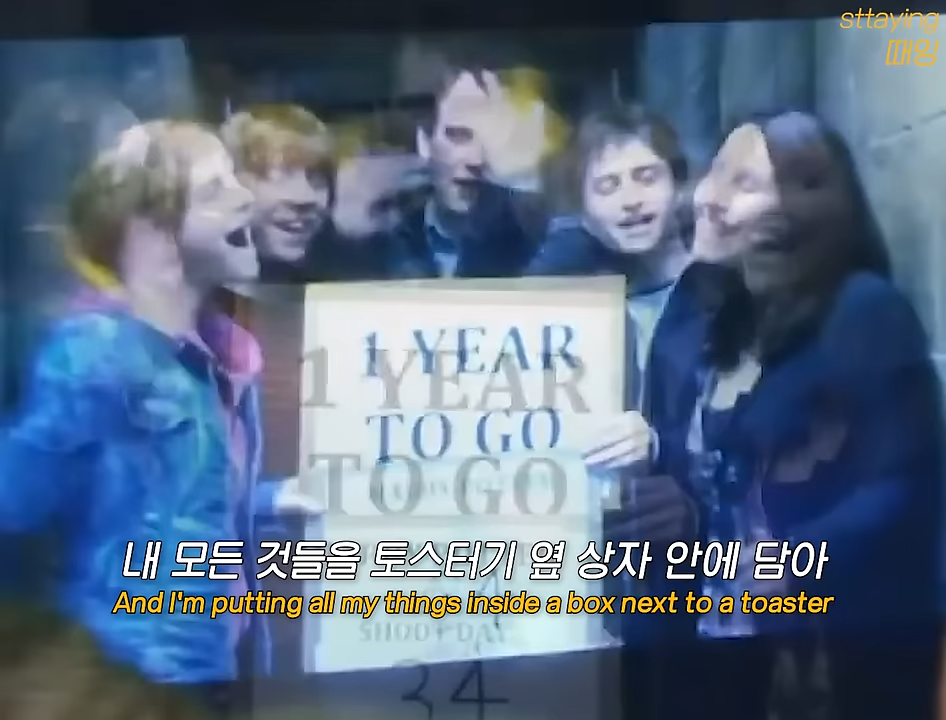 sttaying
때잉
1 YEAR
TO GO
1 YEAR
TO GO
34
내 모든 것들을 토스터기 옆 상자 안에 담아
And I'm putting all my things inside a box next to a toaster